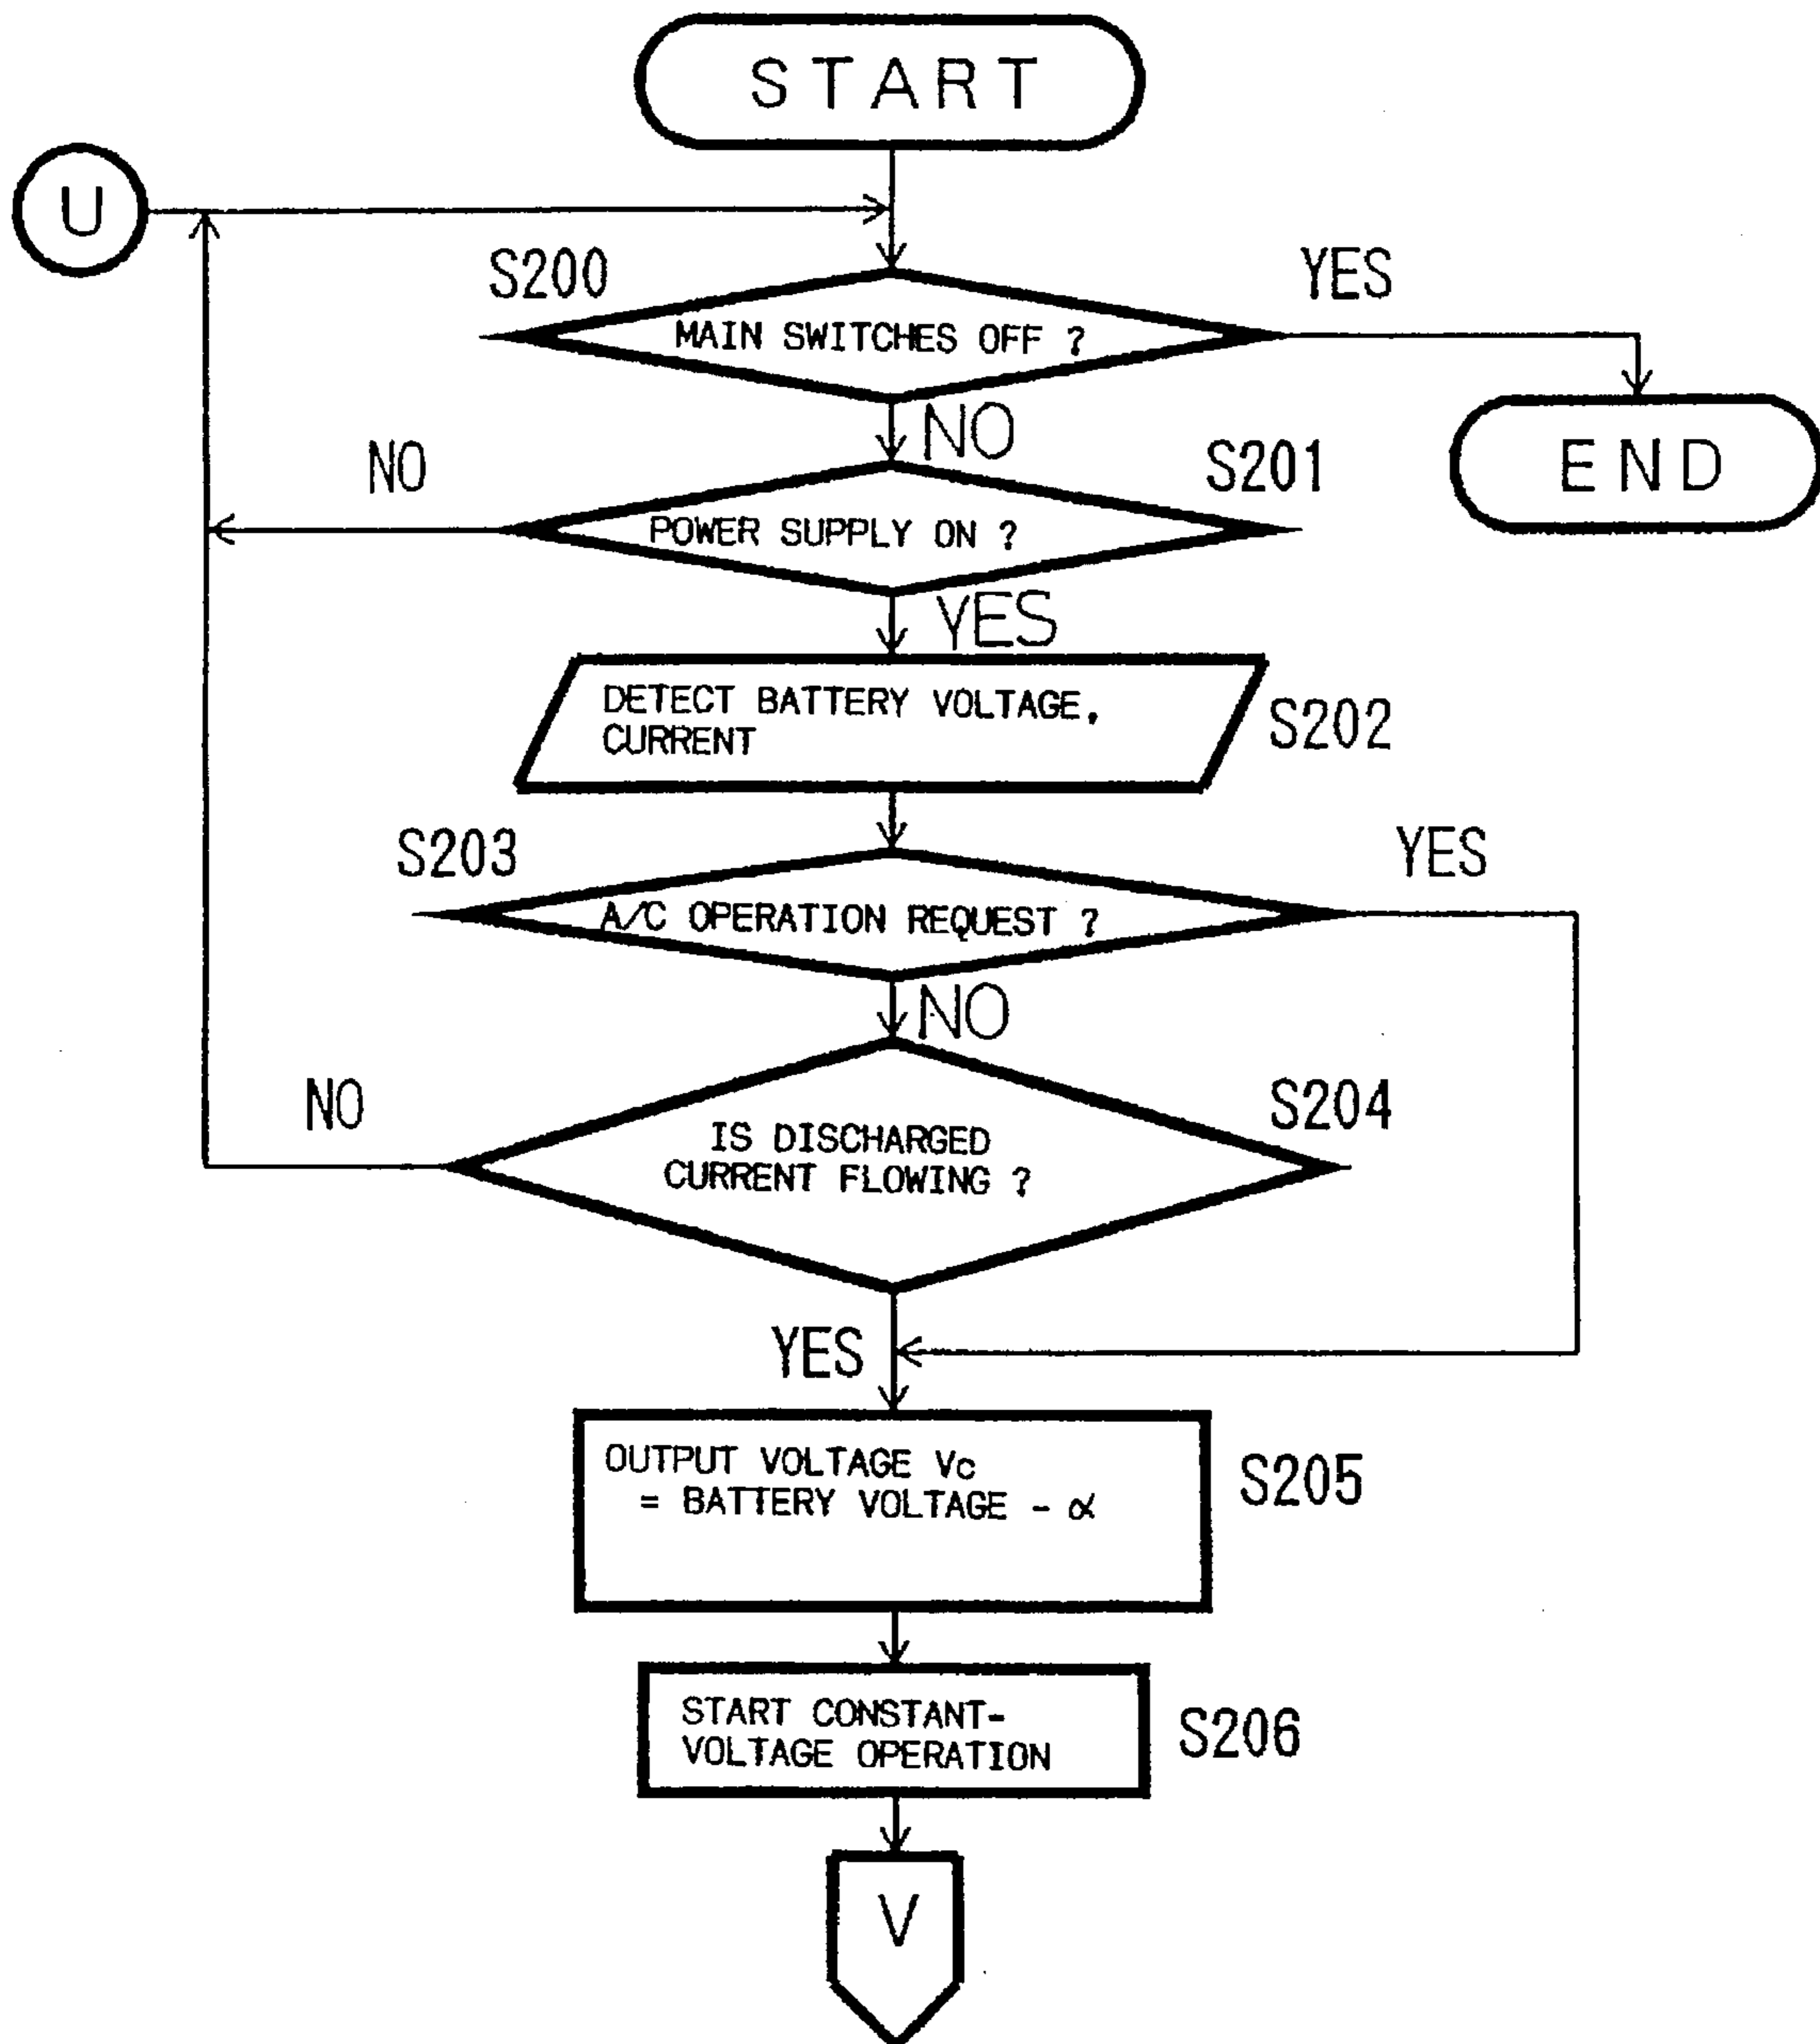 START
U
S200
YES
MAIN SWITCHES OFF ?
NO
END
NO
S201
POWER SUPPLY ON ?
YES
DETECT BATTERY VOLTAGE,
CURRENT
S202
S203
YES
A/C OPERATION REQUEST ?
NO
NO
S204
IS DISCHARGED
CURRENT FLOWING ?
YES
OUTPUT VOLTAGE Vc
= BATTERY VOLTAGE - α
S205
START CONSTANT-
VOLTAGE OPERATION
S206
V